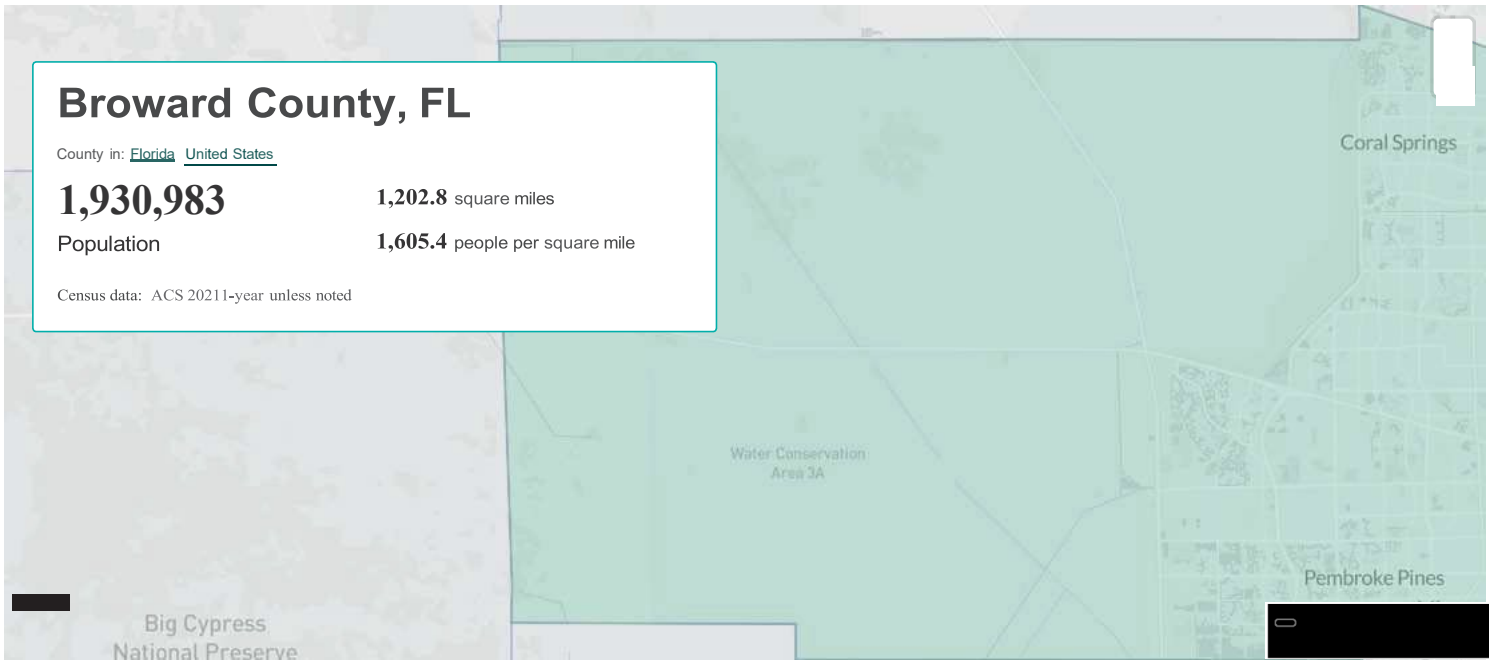 Broward County, FL
County in: Florida United States
1,930,983
Population
1,202.8 square miles
1,605.4 people per square mile
Census data: ACS 20211-year unless noted
Coral Springs
Water Conservation
Area 3A
Pembroke Pines
Big Cypress
National Preserve